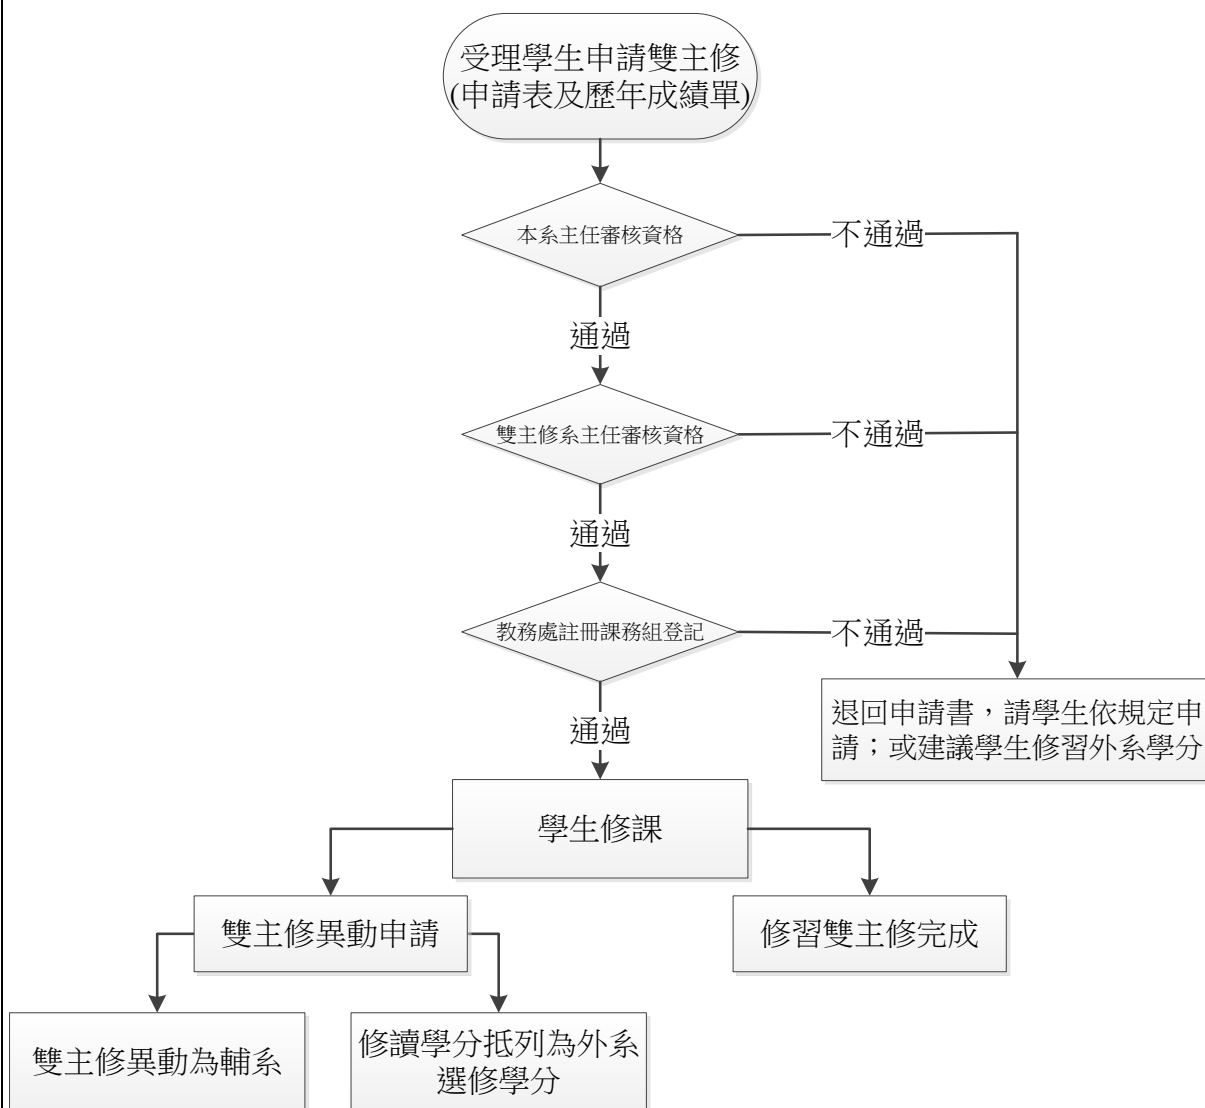 受理學生申請雙主修
(申請表及歷年成績單)
本系主任審核資格
不通過
通過
雙主修系主任審核資格
不通過
通過
教務處註冊課務組登記
不通過
退回申請書，請學生依規定申
請；或建議學生修習外系學分
通過
學生修課
雙主修異動申請
修習雙主修完成
雙主修異動為輔系
修讀學分抵列為外系
選修學分